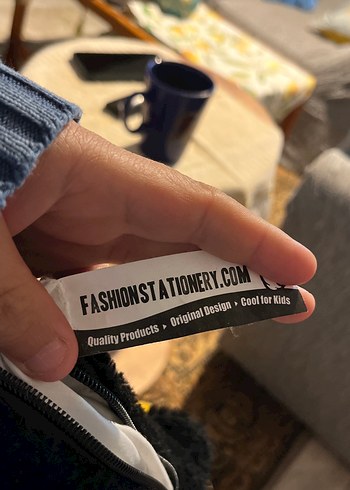 FASHIONSTATIONERY.COM
Quality Products ▸ Original Design ▸ Cool for Kids